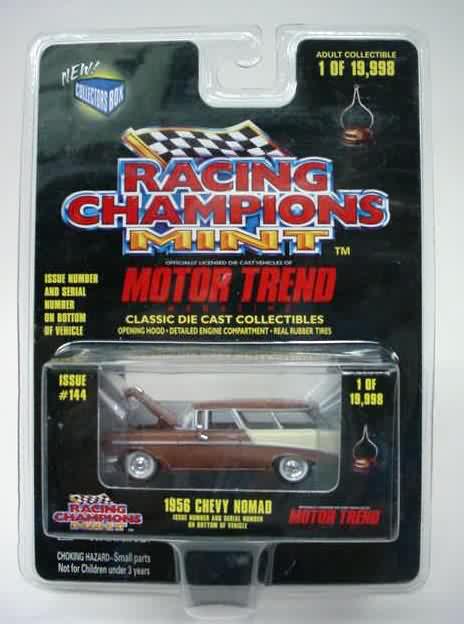 NEW!
COLLECTORS BOX
ADULT COLLECTIBLE
1 OF 19,998
RACING
CHAMPIONS
MINT
TM
OFFICIALLY LICENSED DIE CAST VEHICLES OF
MOTOR TREND
ISSUE NUMBER
AND SERIAL
NUMBER
ON BOTTOM
OF VEHICLE
CLASSIC DIE CAST COLLECTIBLES
OPENING HOOD • DETAILED ENGINE COMPARTMENT • REAL RUBBER TIRES
ISSUE
#144
1 OF
19,998
RACING
CHAMPIONS
MINT
1956 CHEVY NOMAD
ISSUE NUMBER AND SERIAL NUMBER
ON BOTTOM OF VEHICLE
MOTOR TREND
CHOKING HAZARD-Small parts
Not for Children under 3 years